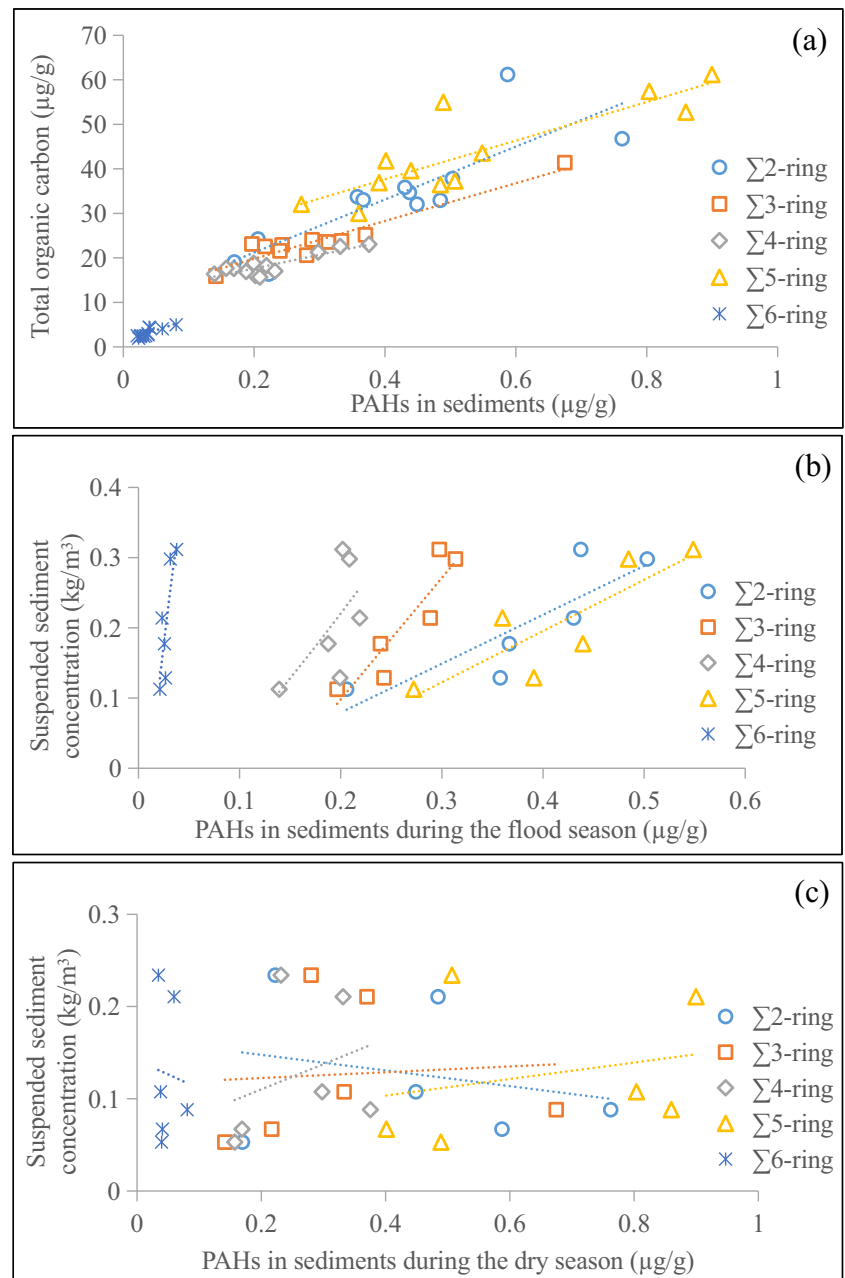 (a)
70
60
50
40
30
20
10
0
Total organic carbon (µg/g)
0 0.2 0.4 0.6 0.8 1
PAHs in sediments (µg/g)
∑2-ring
∑3-ring
∑4-ring
∑5-ring
∑6-ring
(b)
0.4
0.3
0.2
0.1
0
Suspended sediment
concentration (kg/m³)
0 0.1 0.2 0.3 0.4 0.5 0.6
PAHs in sediments during the flood season (µg/g)
∑2-ring
∑3-ring
∑4-ring
∑5-ring
∑6-ring
(c)
0.3
0.2
0.1
0
Suspended sediment
concentration (kg/m³)
0 0.2 0.4 0.6 0.8 1
PAHs in sediments during the dry season (µg/g)
∑2-ring
∑3-ring
∑4-ring
∑5-ring
∑6-ring